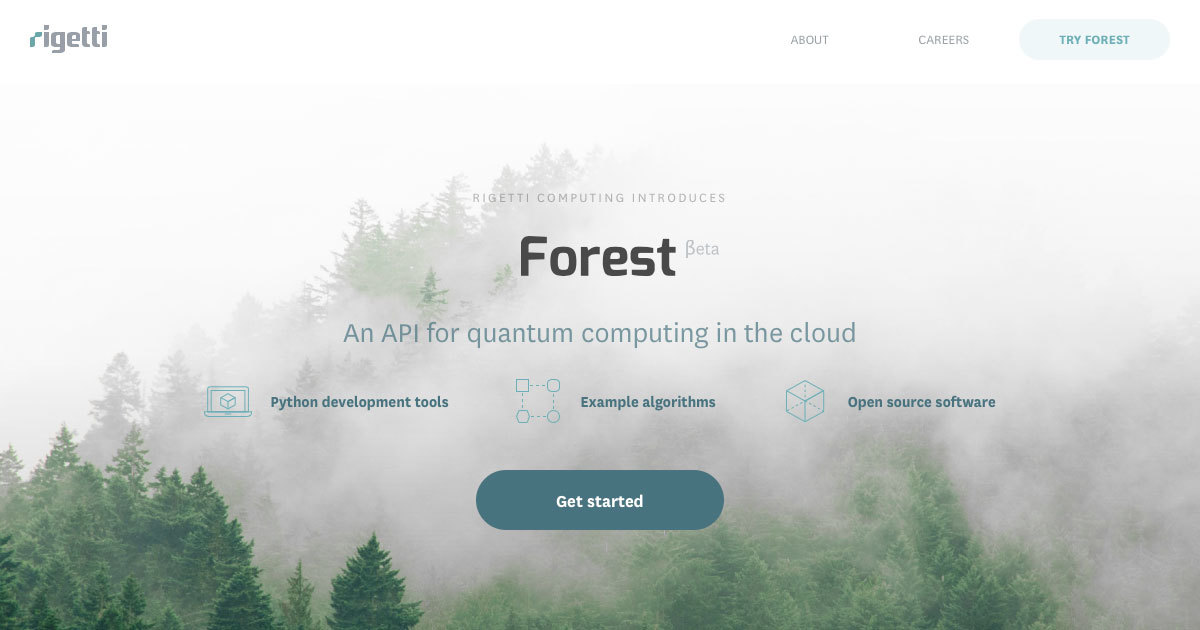 rigetti
ABOUT
CAREERS
TRY FOREST
RIGETTI COMPUTING INTRODUCES
Forest βeta
An API for quantum computing in the cloud
Python development tools
Example algorithms
Open source software
Get started